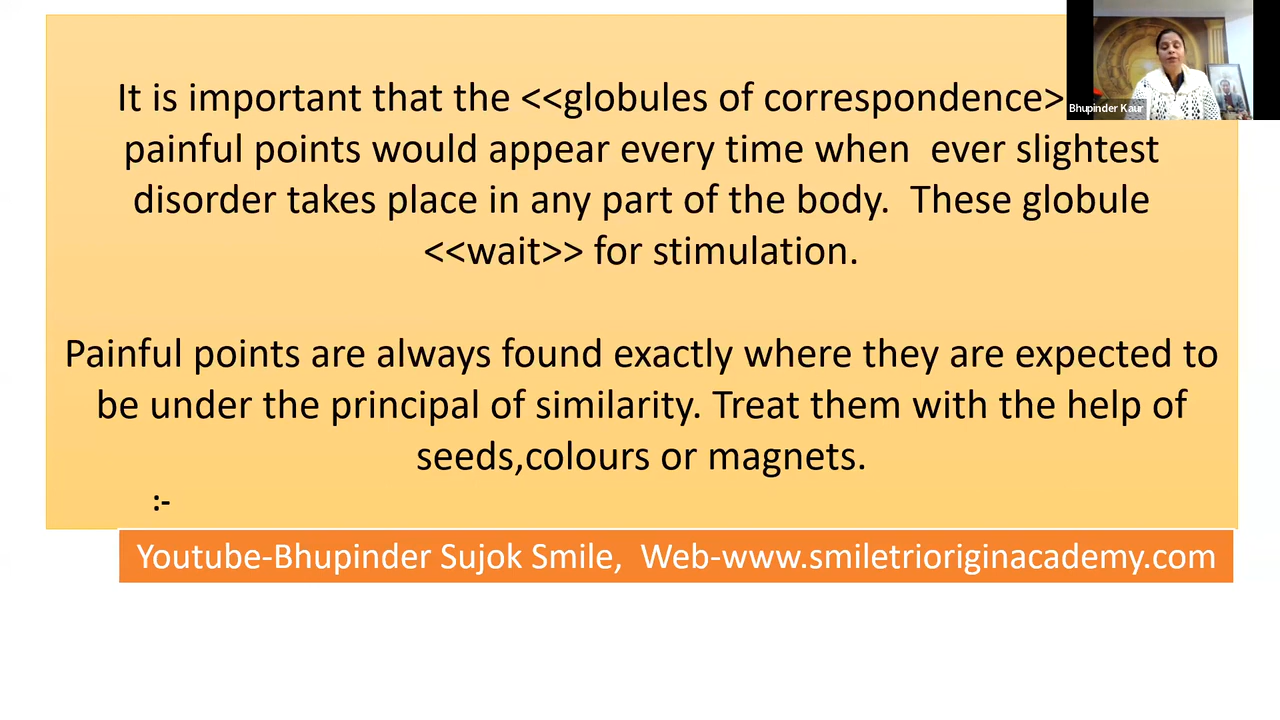 It is important that the <<globules of correspondence>
painful points would appear every time when  ever slightest
disorder takes place in any part of the body.  These globule
<<wait>> for stimulation.
Painful points are always found exactly where they are expected to
be under the principal of similarity. Treat them with the help of
seeds,colours or magnets.
:-
Youtube-Bhupinder Sujok Smile,  Web-www.smiletrioriginacademy.com
Bhupinder Kaur